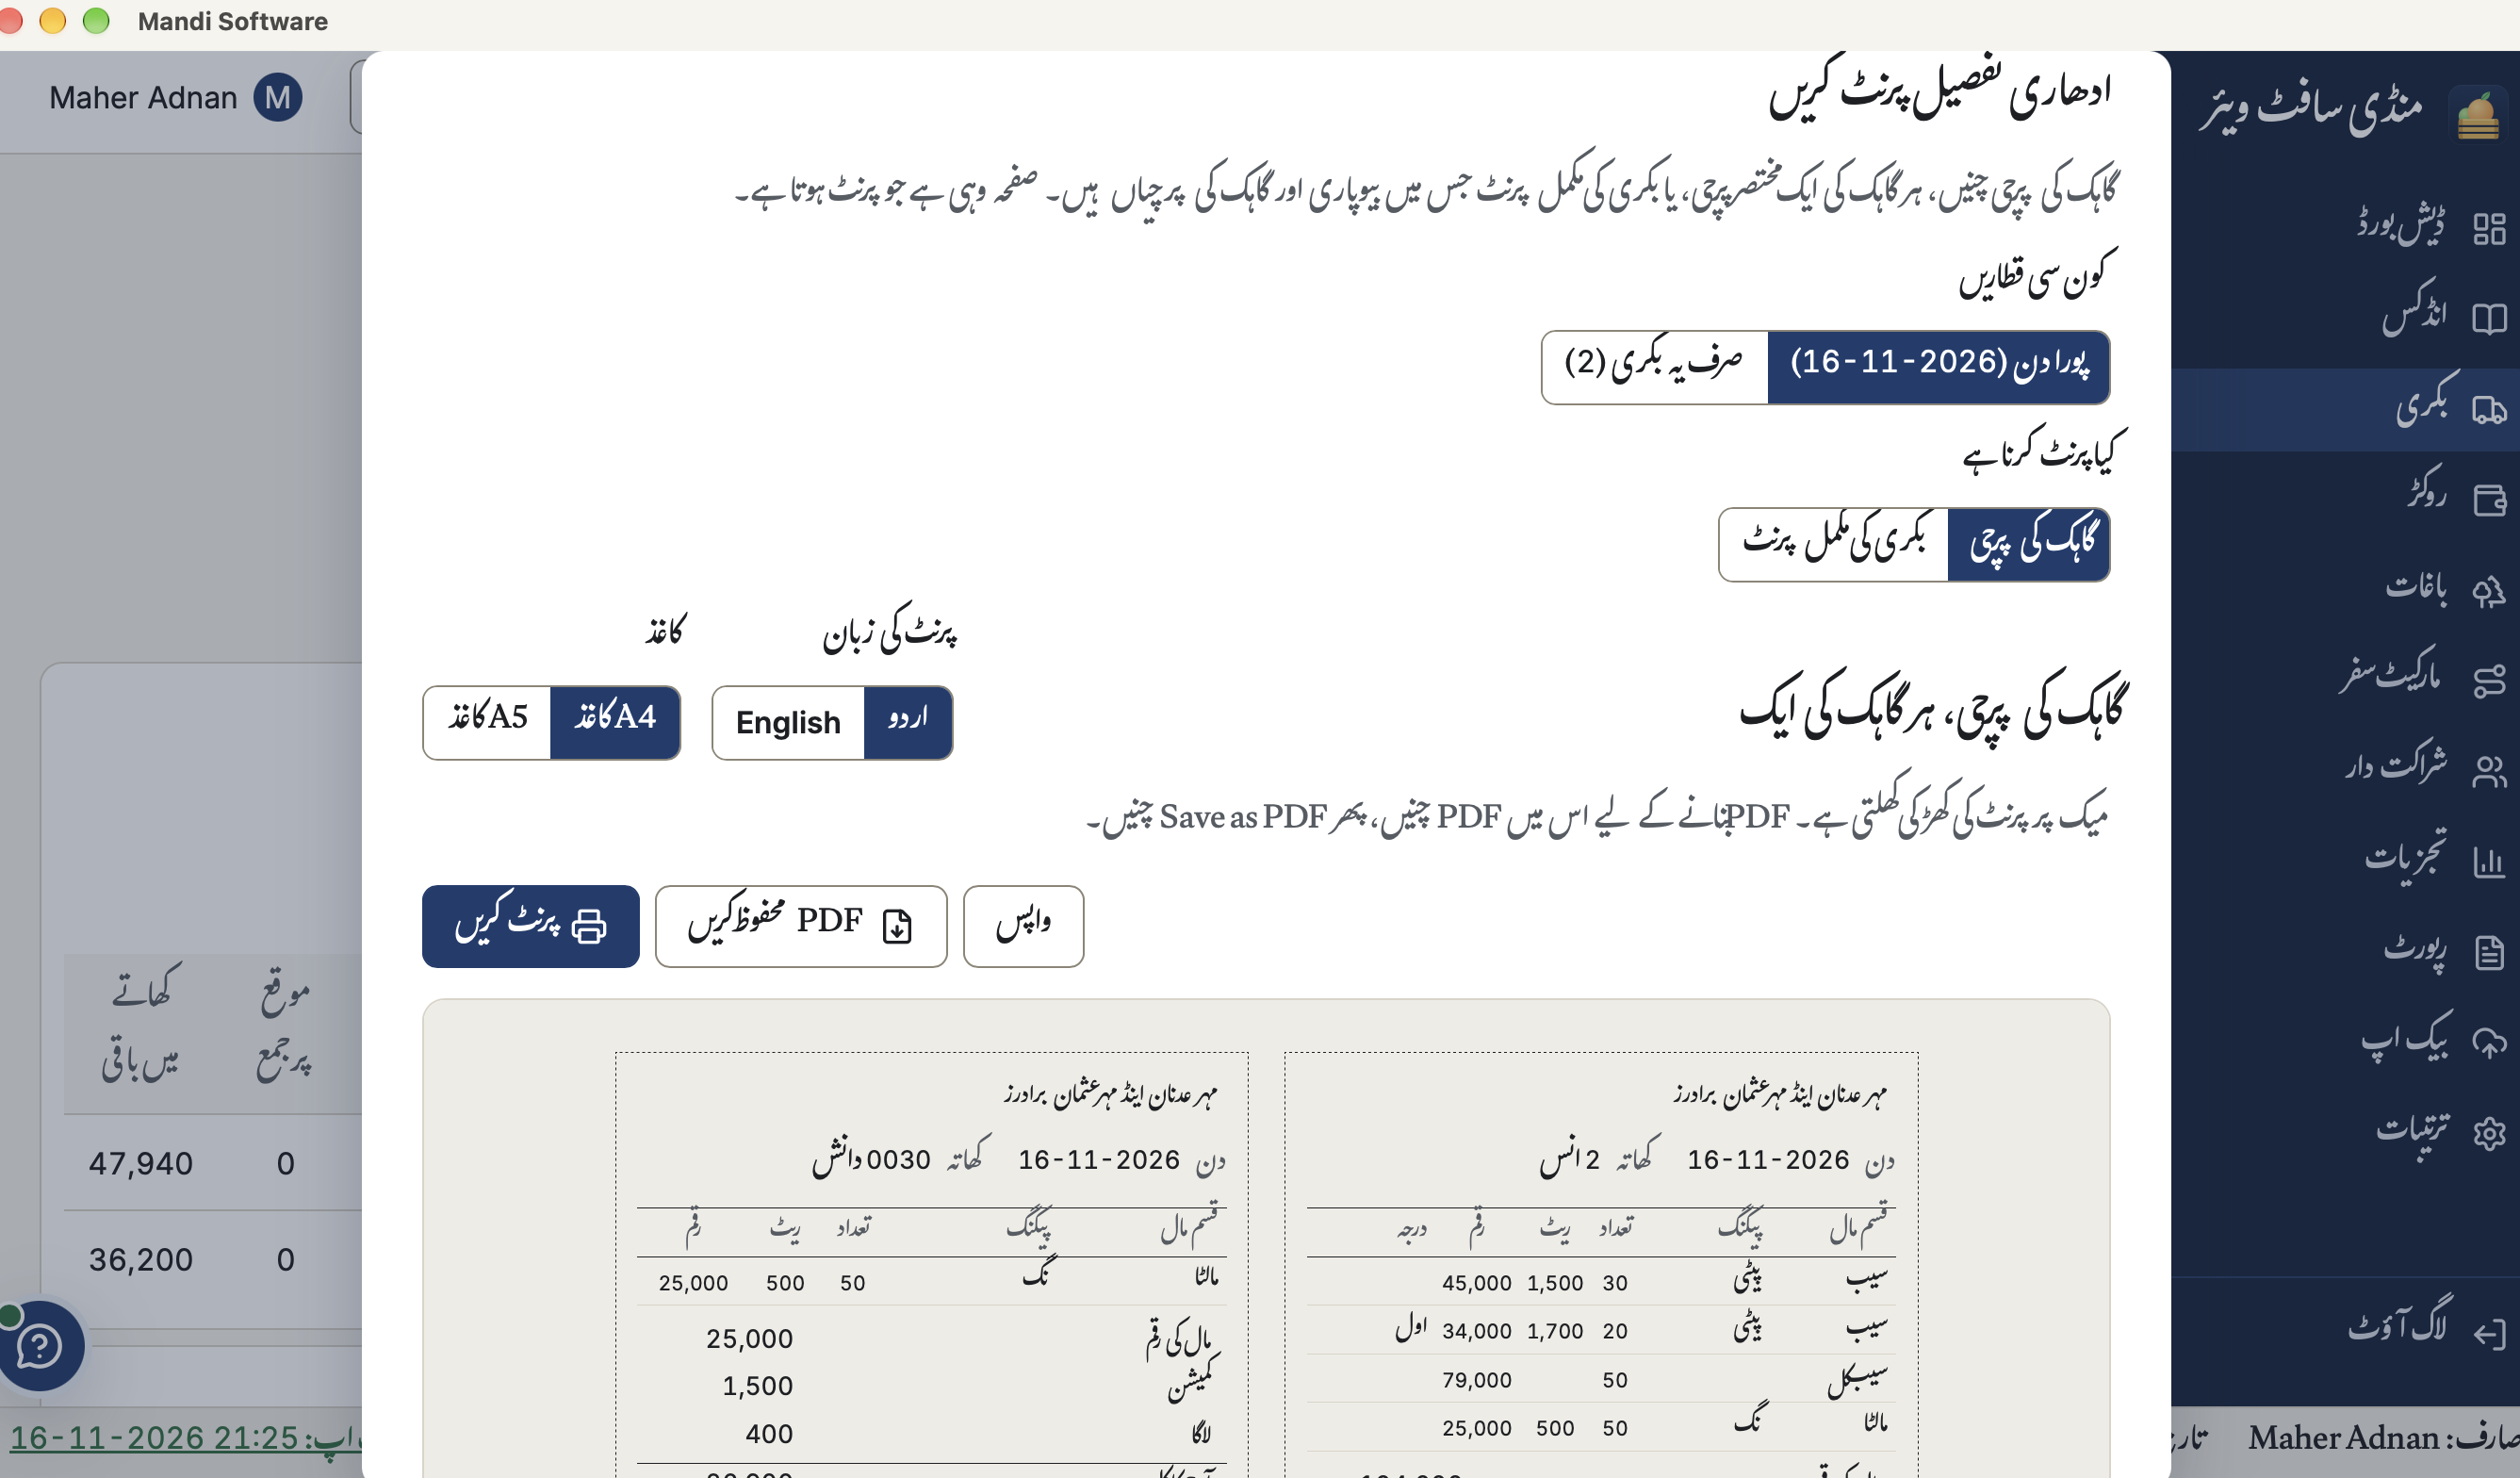 Mandi Software
منڈی سافٹ ویئر
Maher Adnan
M
ڈیش بورڈ
انڈکس
بکری
روکڑ
باغات
مارکیٹ سفر
شراکت دار
تجزیات
رپورٹ
بیک اپ
ترتیبات
لاگ آؤٹ
ادھاری تفصیل پرنٹ کریں
گاہک کی پرچی چنیں، ہر گاہک کی ایک مختصر پرچی، یا بکری کی مکمل پرنٹ جس میں بیوپاری اور گاہک کی پرچیاں ہیں۔ صفحہ وہی ہے جو پرنٹ ہوتا ہے۔
کون سی قطاریں
پورا دن (16-11-2026) صرف یہ بکری (2)
کیا پرنٹ کرنا ہے
گاہک کی پرچی بکری کی مکمل پرنٹ
پرنٹ کی زبان کاغذ
گاہک کی پرچی، ہر گاہک کی ایک
اردو English A4 کاغذ A5 کاغذ
میک پر پرنٹ کی کھڑکی کھلتی ہے۔ PDF بنانے کے لیے اس میں PDF چنیں، پھر Save as PDF چنیں۔
واپس PDF محفوظ کریں پرنٹ کریں
مہر عدنان اینڈ مہر عثمان برادرز
دن 16-11-2026 کھاتہ 2 انس
قسم مال پیکنگ تعداد ریٹ رقم درجہ
سیب پیٹی 30 1,500 45,000
سیب پیٹی 20 1,700 34,000 اول
سیب کل 50 79,000
مالٹا نگ 50 500 25,000
مہر عدنان اینڈ مہر عثمان برادرز
دن 16-11-2026 کھاتہ 0030 دانش
قسم مال پیکنگ تعداد ریٹ رقم
مالٹا نگ 50 500 25,000
مال کی رقم 25,000
کمیشن 1,500
لاگا 400
موقع پر جمع کھاتے میں باقی
0 47,940
0 36,200
صارف: Maher Adnan
اپ: 16-11-2026 21:25